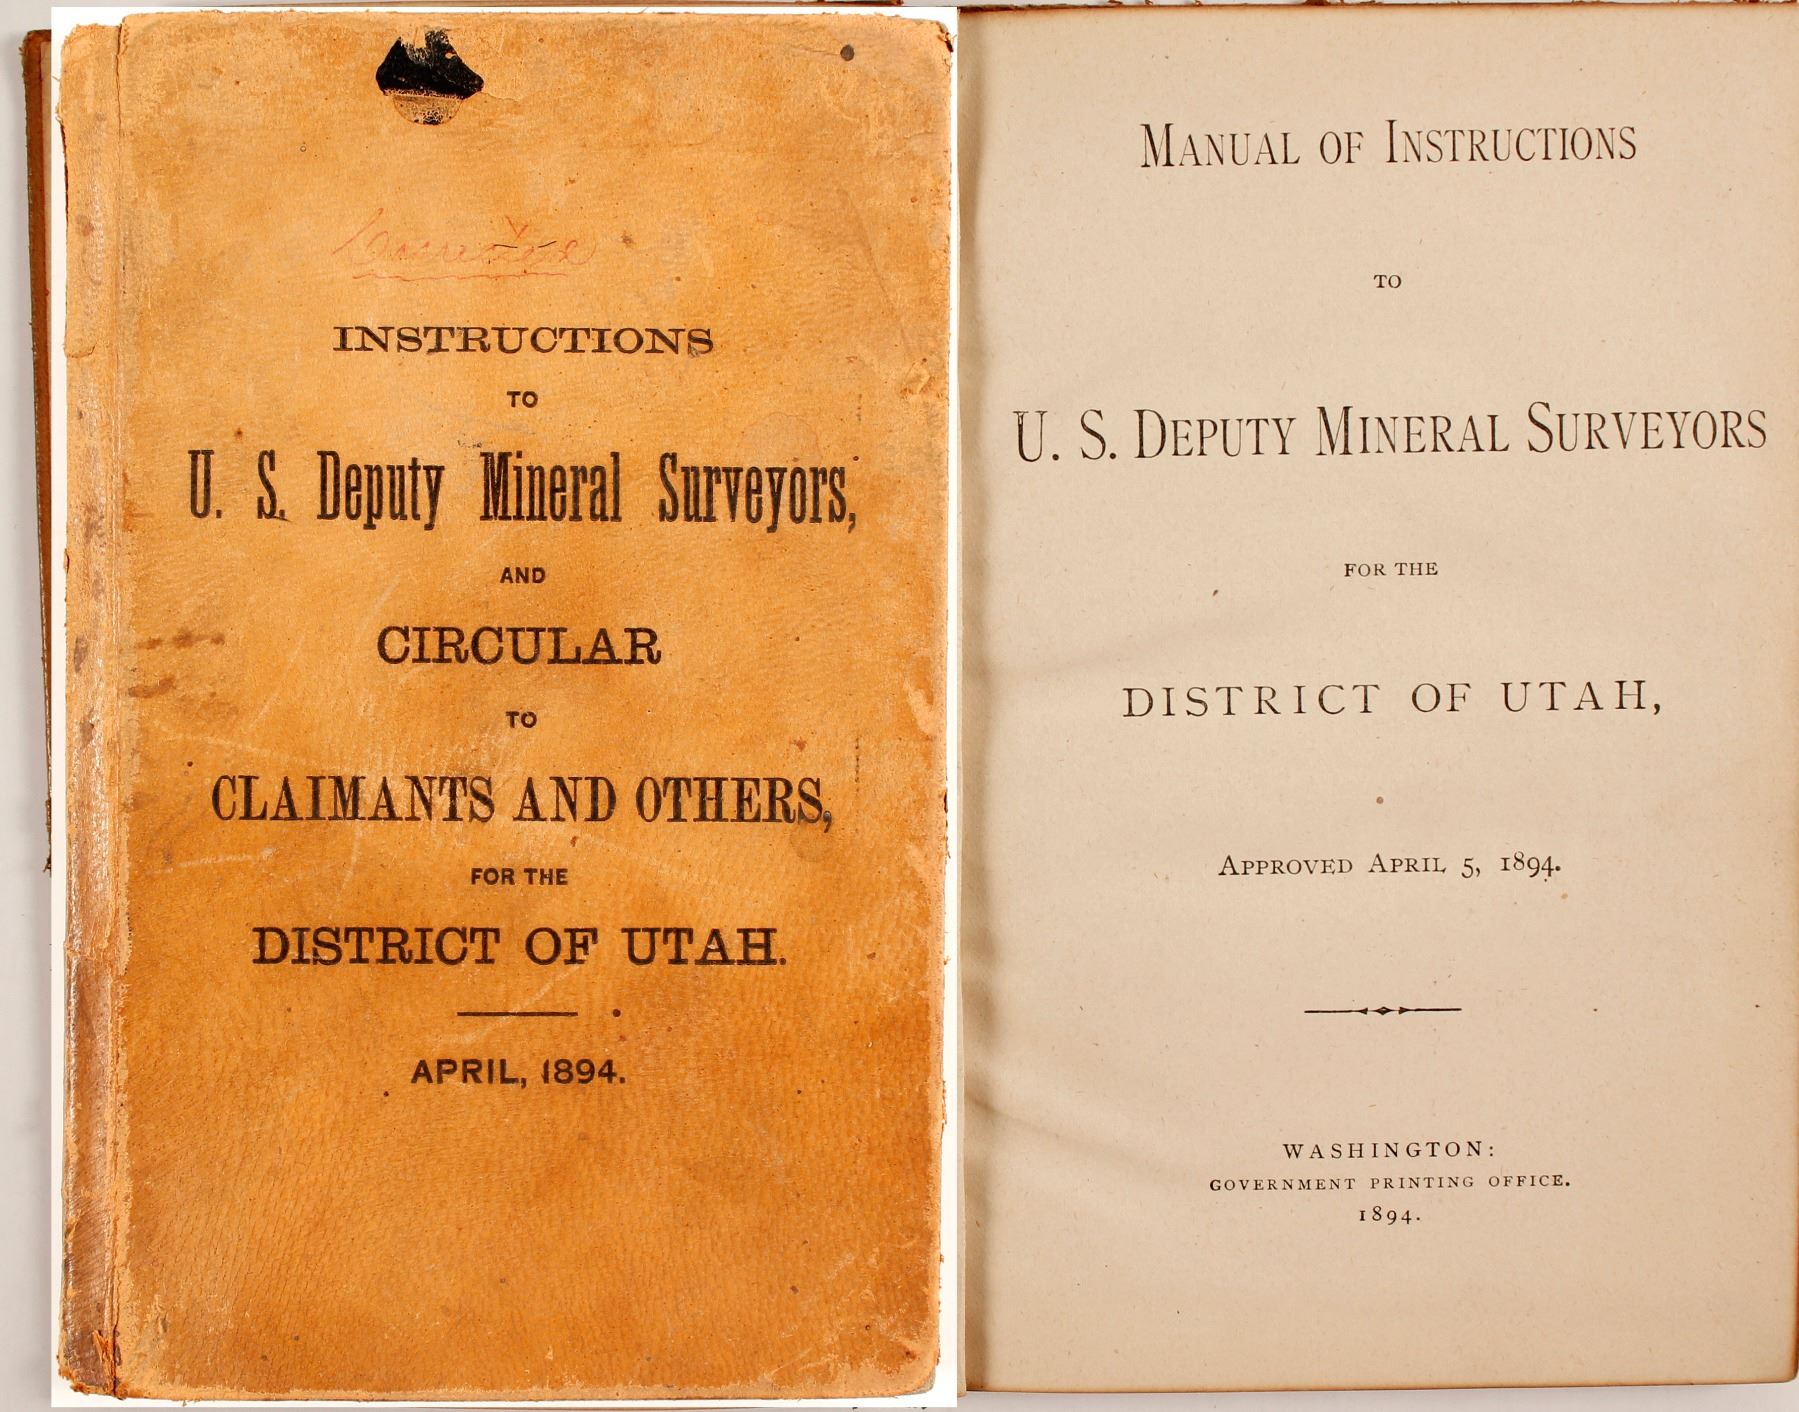 Corrected
INSTRUCTIONS
TO
U. S. Deputy Mineral Surveyors,
AND
CIRCULAR
TO
CLAIMANTS AND OTHERS,
FOR THE
DISTRICT OF UTAH.
APRIL, 1894.
MANUAL OF INSTRUCTIONS
TO
U. S. DEPUTY MINERAL SURVEYORS
FOR THE
DISTRICT OF UTAH,
APPROVED APRIL 5, 1894.
WASHINGTON:
GOVERNMENT PRINTING OFFICE.
1894.